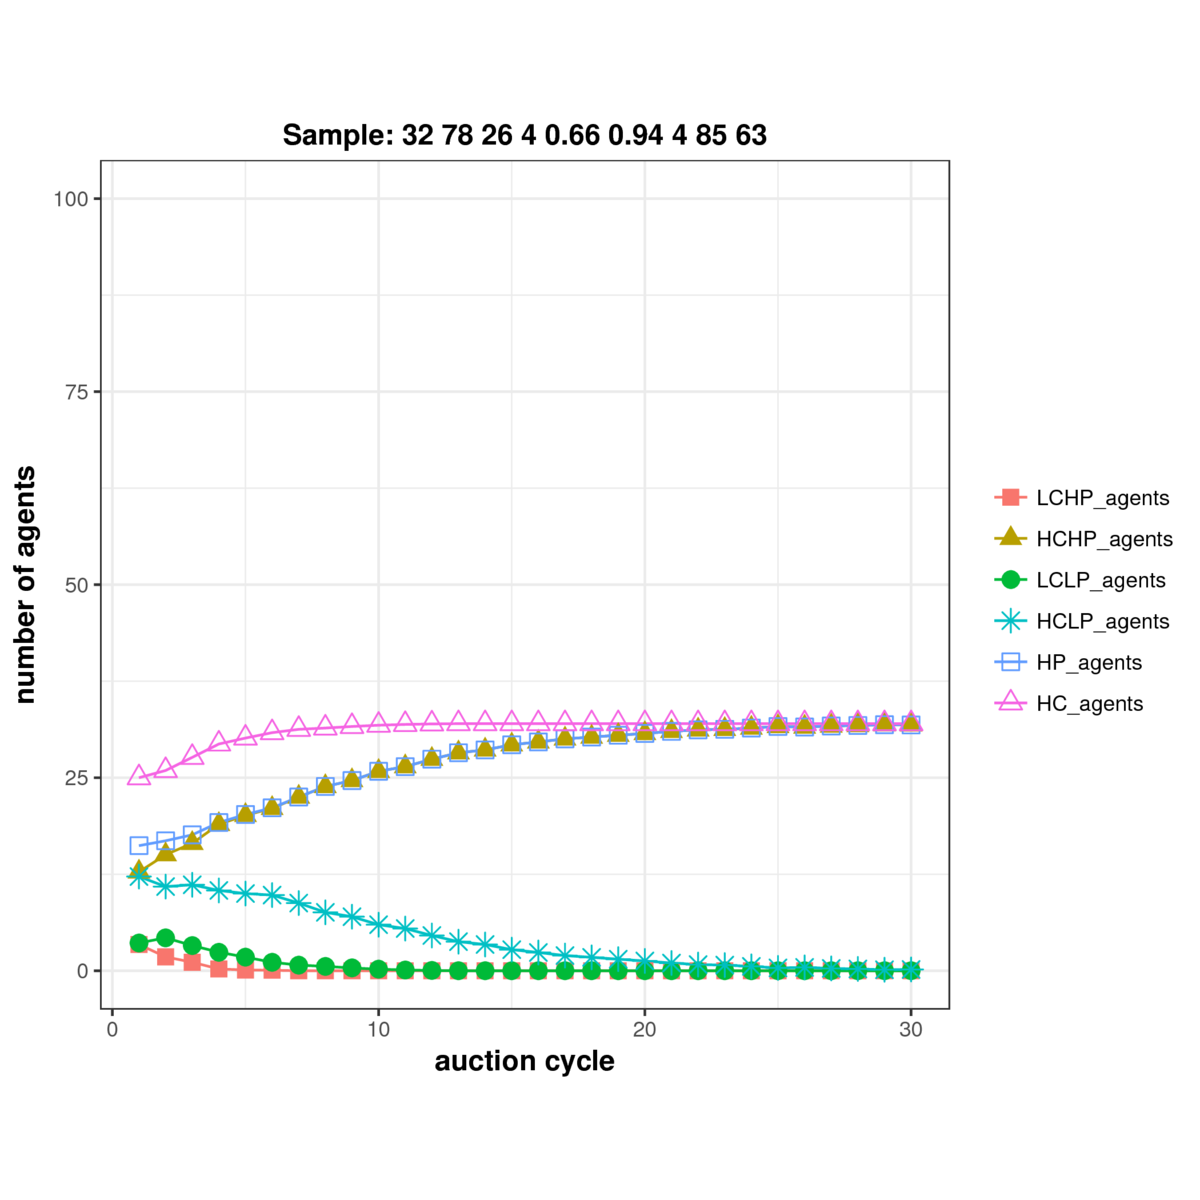 Sample: 32 78 26 4 0.66 0.94 4 85 63
100
75
50
25
0
number of agents
0 10 20 30
auction cycle
LCHP_agents
HCHP_agents
LCLP_agents
HCLP_agents
HP_agents
HC_agents